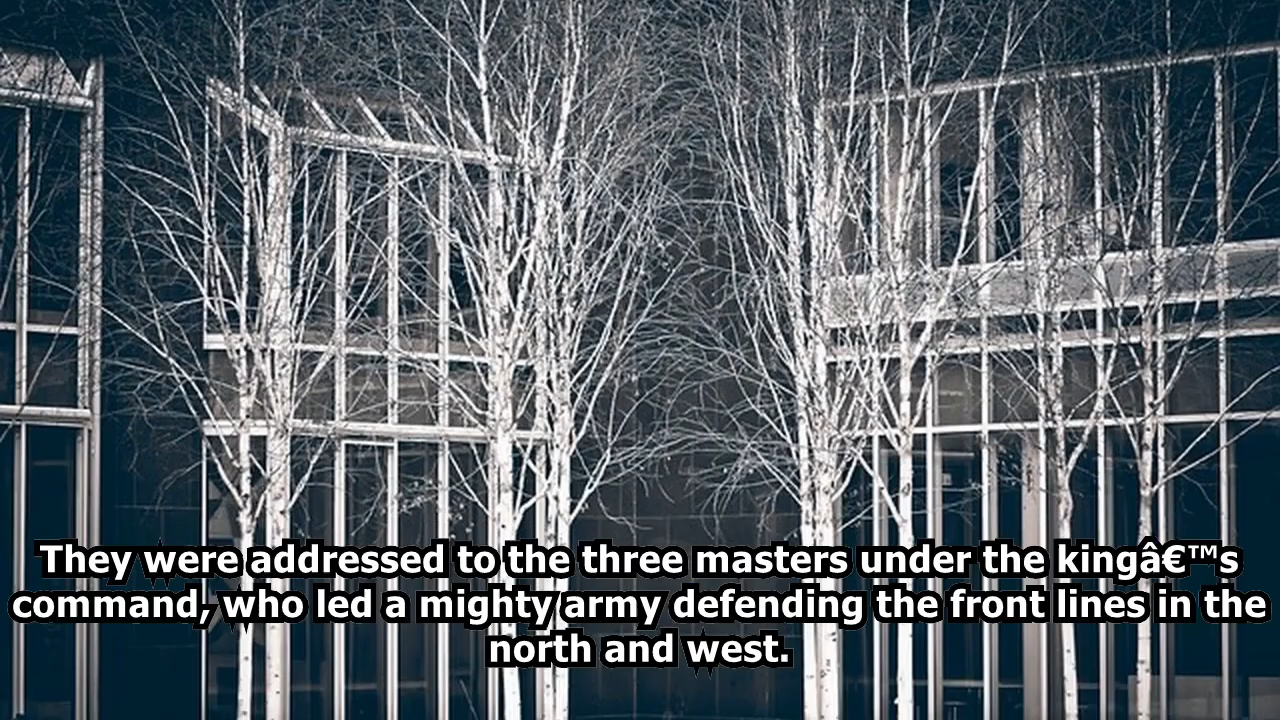 They were addressed to the three masters under the kingâ€™s
command, who led a mighty army defending the front lines in the
north and west.